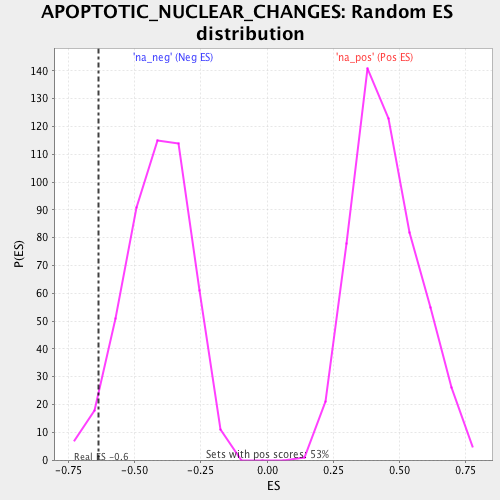 APOPTOTIC_NUCLEAR_CHANGES: Random ES
distribution
'na_neg' (Neg ES)
'na_pos' (Pos ES)
140
130
120
110
100
90
80
70
60
50
40
30
20
10
0
P(ES)
Real ES -0.6
Sets with pos scores: 53%
-0.75 -0.50 -0.25 0.00 0.25 0.50 0.75
ES